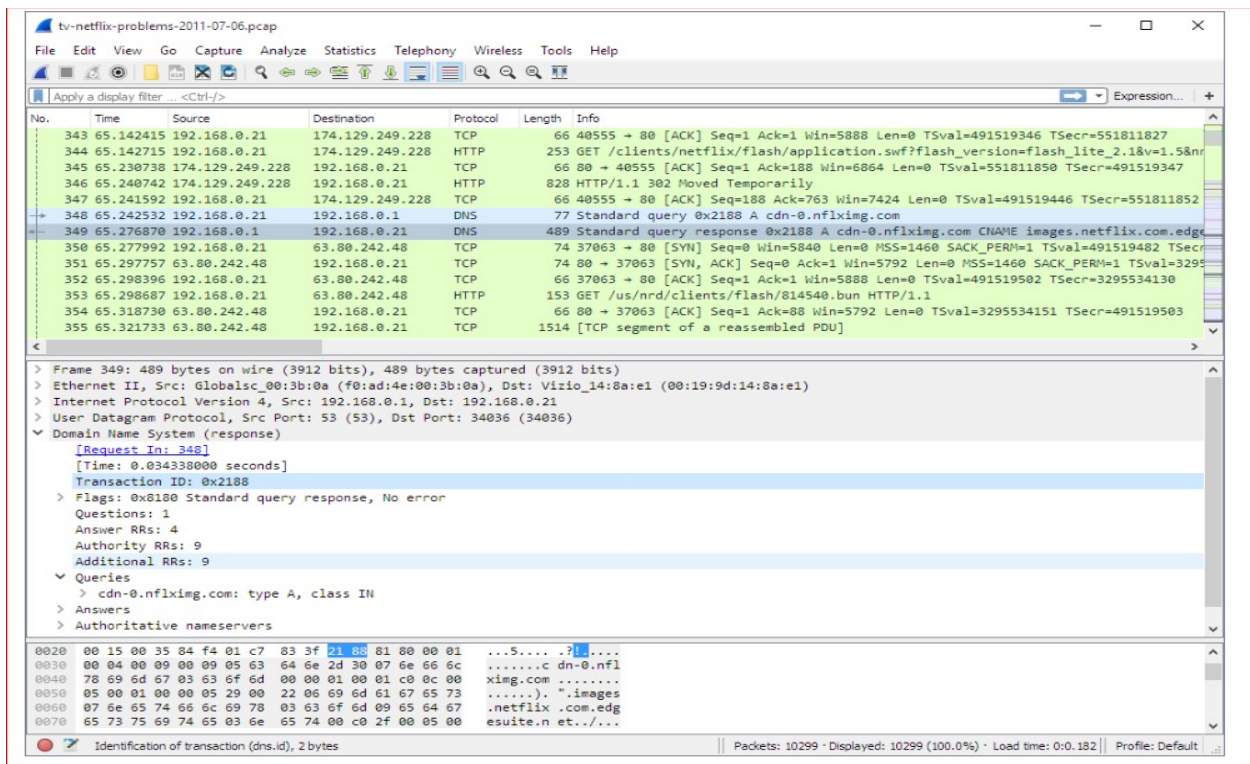 tv-netflix-problems-2011-07-06.pcap
File Edit View Go Capture Analyze Statistics Telephony Wireless Tools Help
Apply a display filter ... <Ctrl-/> Expression... +
No. Time Source Destination Protocol Length Info
343 65.142415 192.168.0.21 174.129.249.228 TCP 66 40555 → 80 [ACK] Seq=1 Ack=1 Win=5888 Len=0 TSval=491519346 TSecr=551811827
344 65.142715 192.168.0.21 174.129.249.228 HTTP 253 GET /clients/netflix/flash/application.swf?flash_version=flash_lite_2.1&v=1.5&nr
345 65.230738 174.129.249.228 192.168.0.21 TCP 66 80 → 40555 [ACK] Seq=1 Ack=188 Win=6864 Len=0 TSval=551811850 TSecr=491519347
346 65.240742 174.129.249.228 192.168.0.21 HTTP 828 HTTP/1.1 302 Moved Temporarily
347 65.241592 192.168.0.21 174.129.249.228 TCP 66 40555 → 80 [ACK] Seq=188 Ack=763 Win=7424 Len=0 TSval=491519446 TSecr=551811852
348 65.242532 192.168.0.21 192.168.0.1 DNS 77 Standard query 0x2188 A cdn-0.nflximg.com
349 65.276870 192.168.0.1 192.168.0.21 DNS 489 Standard query response 0x2188 A cdn-0.nflximg.com CNAME images.netflix.com.edge
350 65.277992 192.168.0.21 63.80.242.48 TCP 74 37063 → 80 [SYN] Seq=0 Win=5840 Len=0 MSS=1460 SACK_PERM=1 TSval=491519482 TSecr
351 65.297757 63.80.242.48 192.168.0.21 TCP 74 80 → 37063 [SYN, ACK] Seq=0 Ack=1 Win=5792 Len=0 MSS=1460 SACK_PERM=1 TSval=3295
352 65.298396 192.168.0.21 63.80.242.48 TCP 66 37063 → 80 [ACK] Seq=1 Ack=1 Win=5888 Len=0 TSval=491519502 TSecr=3295534130
353 65.298687 192.168.0.21 63.80.242.48 HTTP 153 GET /us/nrd/clients/flash/814540.bun HTTP/1.1
354 65.318730 63.80.242.48 192.168.0.21 TCP 66 80 → 37063 [ACK] Seq=1 Ack=88 Win=5792 Len=0 TSval=3295534151 TSecr=491519503
355 65.321733 63.80.242.48 192.168.0.21 TCP 1514 [TCP segment of a reassembled PDU]
Frame 349: 489 bytes on wire (3912 bits), 489 bytes captured (3912 bits)
Ethernet II, Src: Globalsc_00:3b:0a (f0:ad:4e:00:3b:0a), Dst: Vizio_14:8a:e1 (00:19:9d:14:8a:e1)
Internet Protocol Version 4, Src: 192.168.0.1, Dst: 192.168.0.21
User Datagram Protocol, Src Port: 53 (53), Dst Port: 34036 (34036)
Domain Name System (response)
[Request In: 348]
[Time: 0.034338000 seconds]
Transaction ID: 0x2188
Flags: 0x8180 Standard query response, No error
Questions: 1
Answer RRs: 4
Authority RRs: 9
Additional RRs: 9
Queries
cdn-0.nflximg.com: type A, class IN
Answers
Authoritative nameservers
0020 00 15 00 35 84 f4 01 c7 83 3f 21 88 81 80 00 01 ...5.... .?!.....
0030 00 04 00 09 00 09 05 63 64 6e 2d 30 07 6e 66 6c .......c dn-0.nfl
0040 78 69 6d 67 03 63 6f 6d 00 00 01 00 01 c0 0c 00 ximg.com ........
0050 05 00 01 00 00 05 29 00 22 06 69 6d 61 67 65 73 ......). ".images
0060 07 6e 65 74 66 6c 69 78 03 63 6f 6d 09 65 64 67 .netflix .com.edg
0070 65 73 75 69 74 65 03 6e 65 74 00 c0 2f 00 05 00 esuite.n et../...
Identification of transaction (dns.id), 2 bytes Packets: 10299 · Displayed: 10299 (100.0%) · Load time: 0:0.182 Profile: Default